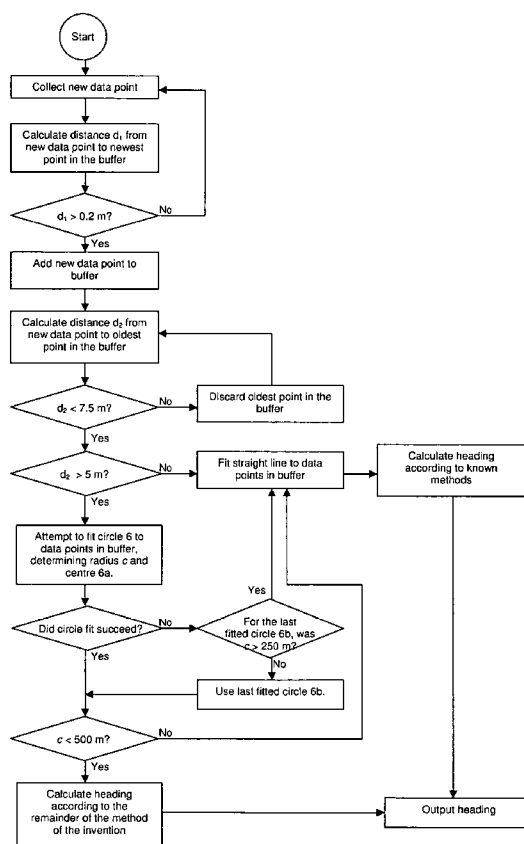 Start
Collect new data point
Calculate distance d₁ from
new data point to newest
point in the buffer
d₁ > 0.2 m?
No
Yes
Add new data point to
buffer
Calculate distance d₂ from
new data point to oldest
point in the buffer
d₂ < 7.5 m?
No
Discard oldest point in the
buffer
Yes
d₂ > 5 m?
No
Fit straight line to data
points in buffer
Calculate heading
according to known
methods
Yes
Attempt to fit circle 6 to
data points in buffer,
determining radius c and
centre 6a.
Yes
Did circle fit succeed?
No
For the last
fitted circle 6b, was
c > 250 m?
Yes
No
Use last fitted circle 6b.
c < 500 m?
No
Yes
Calculate heading
according to the
remainder of the method
of the invention
Output heading